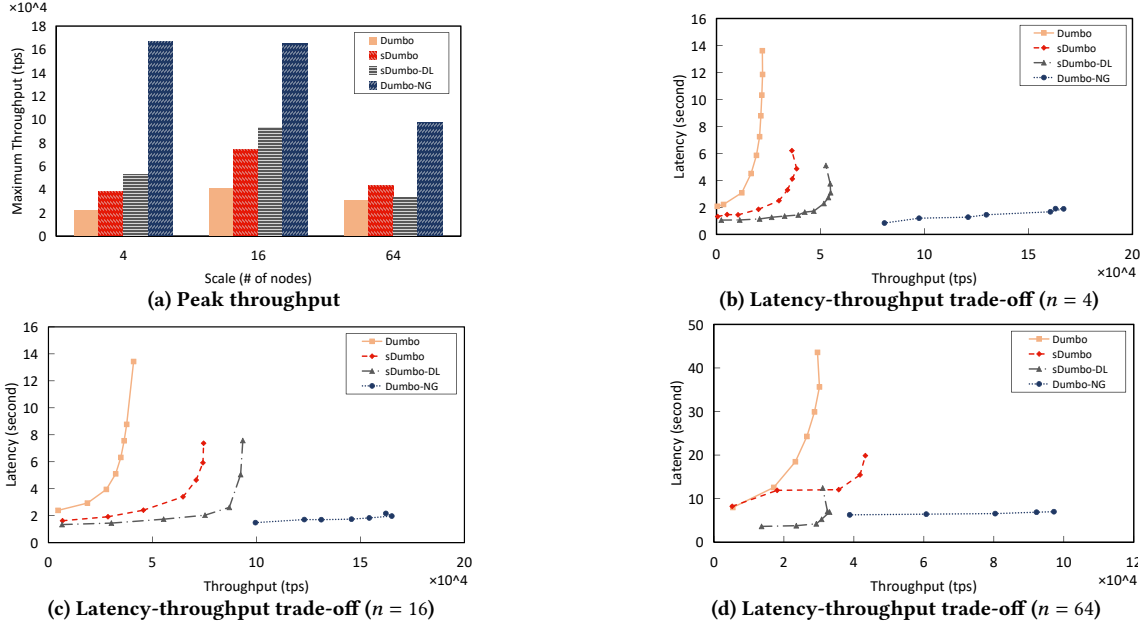 ×10^4
18
16
14
12
10
8
6
4
2
0
Maximum Throughput (tps)
Dumbo
sDumbo
sDumbo-DL
Dumbo-NG
4 16 64
Scale (# of nodes)
(a) Peak throughput
16
14
12
10
8
6
4
2
0
Latency (second)
Dumbo
sDumbo
sDumbo-DL
Dumbo-NG
0 5 10 15 20
Throughput (tps)
×10^4
(b) Latency-throughput trade-off (n = 4)
16
14
12
10
8
6
4
2
0
Latency (second)
Dumbo
sDumbo
sDumbo-DL
Dumbo-NG
0 5 10 15 20
Throughput (tps)
×10^4
(c) Latency-throughput trade-off (n = 16)
50
40
30
20
10
0
Latency (second)
Dumbo
sDumbo
sDumbo-DL
Dumbo-NG
0 2 4 6 8 10 12
Throughput (tps)
×10^4
(d) Latency-throughput trade-off (n = 64)